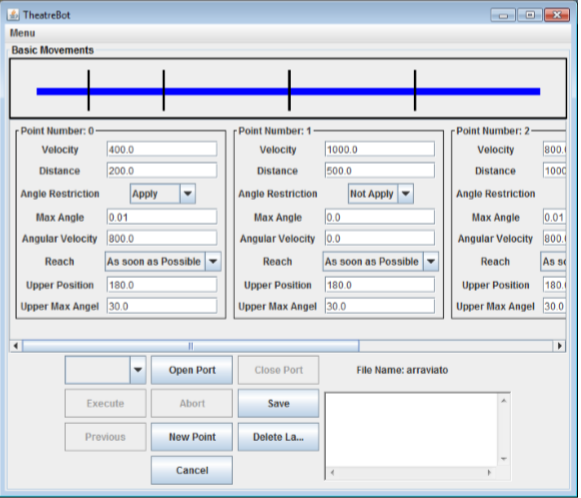 TheatreBot
Menu
Basic Movements
Point Number: 0
Velocity 400.0
Distance 200.0
Angle Restriction Apply
Max Angle 0.01
Angular Velocity 800.0
Reach As soon as Possible
Upper Position 180.0
Upper Max Angel 30.0
Point Number: 1
Velocity 1000.0
Distance 500.0
Angle Restriction Not Apply
Max Angle 0.0
Angular Velocity 0.0
Reach As soon as Possible
Upper Position 180.0
Upper Max Angel 30.0
Point Number: 2
Velocity 800.
Distance 1000
Angle Restriction
Max Angle 0.01
Angular Velocity 800.
Reach As s
Upper Position 180.
Upper Max Angel 30.0
Open Port Close Port File Name: arraviato
Execute Abort Save
Previous New Point Delete La...
Cancel